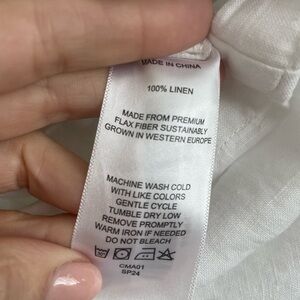 MADE IN CHINA
100% LINEN
MADE FROM PREMIUM
FLAX FIBER SUSTAINABLY
GROWN IN WESTERN EUROPE
MACHINE WASH COLD
WITH LIKE COLORS
GENTLE CYCLE
TUMBLE DRY LOW
REMOVE PROMPTLY
WARM IRON IF NEEDED
DO NOT BLEACH
CMA01
SP24